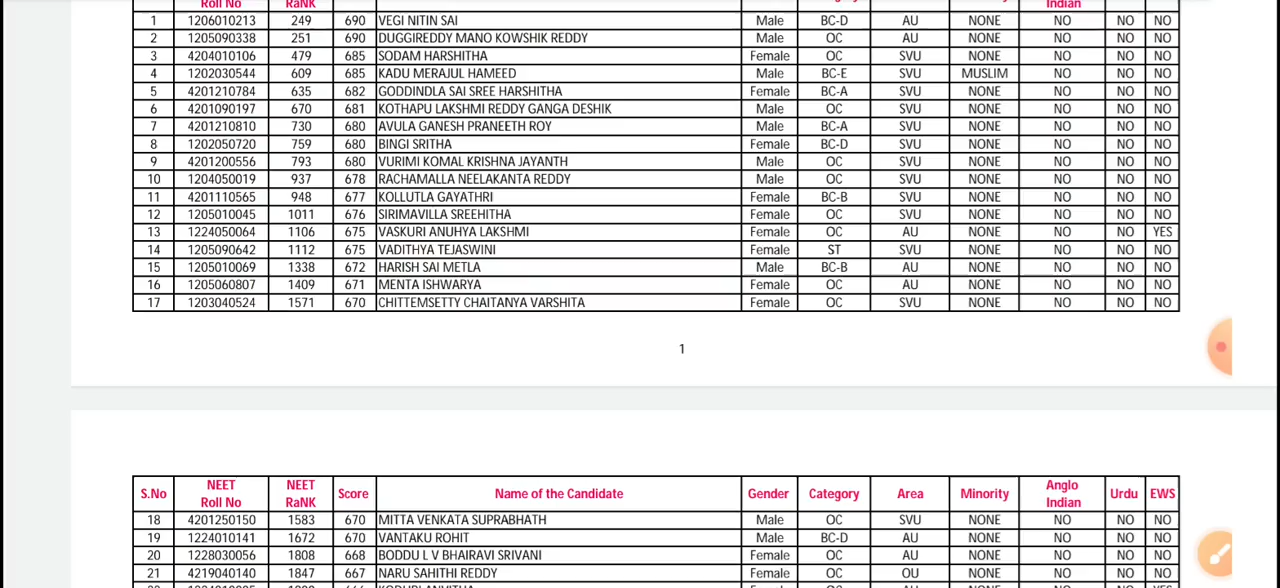 Roll No RaNK Indian
1 1206010213 249 690 VEGI NITIN SAI Male BC-D AU NONE NO NO NO
2 1205090338 251 690 DUGGIREDDY MANO KOWSHIK REDDY Male OC AU NONE NO NO NO
3 4204010106 479 685 SODAM HARSHITHA Female OC SVU NONE NO NO NO
4 1202030544 609 685 KADU MERAJUL HAMEED Male BC-E SVU MUSLIM NO NO NO
5 4201210784 635 682 GODDINDLA SAI SREE HARSHITHA Female BC-A SVU NONE NO NO NO
6 4201090197 670 681 KOTHAPU LAKSHMI REDDY GANGA DESHIK Male OC SVU NONE NO NO NO
7 4201210810 730 680 AVULA GANESH PRANEETH ROY Male BC-A SVU NONE NO NO NO
8 1202050720 759 680 BINGI SRITHA Female BC-D SVU NONE NO NO NO
9 4201200556 793 680 VURIMI KOMAL KRISHNA JAYANTH Male OC SVU NONE NO NO NO
10 1204050019 937 678 RACHAMALLA NEELAKANTA REDDY Male OC SVU NONE NO NO NO
11 4201110565 948 677 KOLLUTLA GAYATHRI Female BC-B SVU NONE NO NO NO
12 1205010045 1011 676 SIRIMAVILLA SREEHITHA Female OC SVU NONE NO NO NO
13 1224050064 1106 675 VASKURI ANUHYA LAKSHMI Female OC AU NONE NO NO YES
14 1205090642 1112 675 VADITHYA TEJASWINI Female ST SVU NONE NO NO NO
15 1205010069 1338 672 HARISH SAI METLA Male BC-B AU NONE NO NO NO
16 1205060807 1409 671 MENTA ISHWARYA Female OC AU NONE NO NO NO
17 1203040524 1571 670 CHITTEMSETTY CHAITANYA VARSHITA Female OC SVU NONE NO NO NO
1
S.No NEET Roll No NEET RaNK Score Name of the Candidate Gender Category Area Minority Anglo Indian Urdu EWS
18 4201250150 1583 670 MITTA VENKATA SUPRABHATH Male OC SVU NONE NO NO NO
19 1224010141 1672 670 VANTAKU ROHIT Male BC-D AU NONE NO NO NO
20 1228030056 1808 668 BODDU L V BHAIRAVI SRIVANI Female OC AU NONE NO NO NO
21 4219040140 1847 667 NARU SAHITHI REDDY Female OC OU NONE NO NO NO